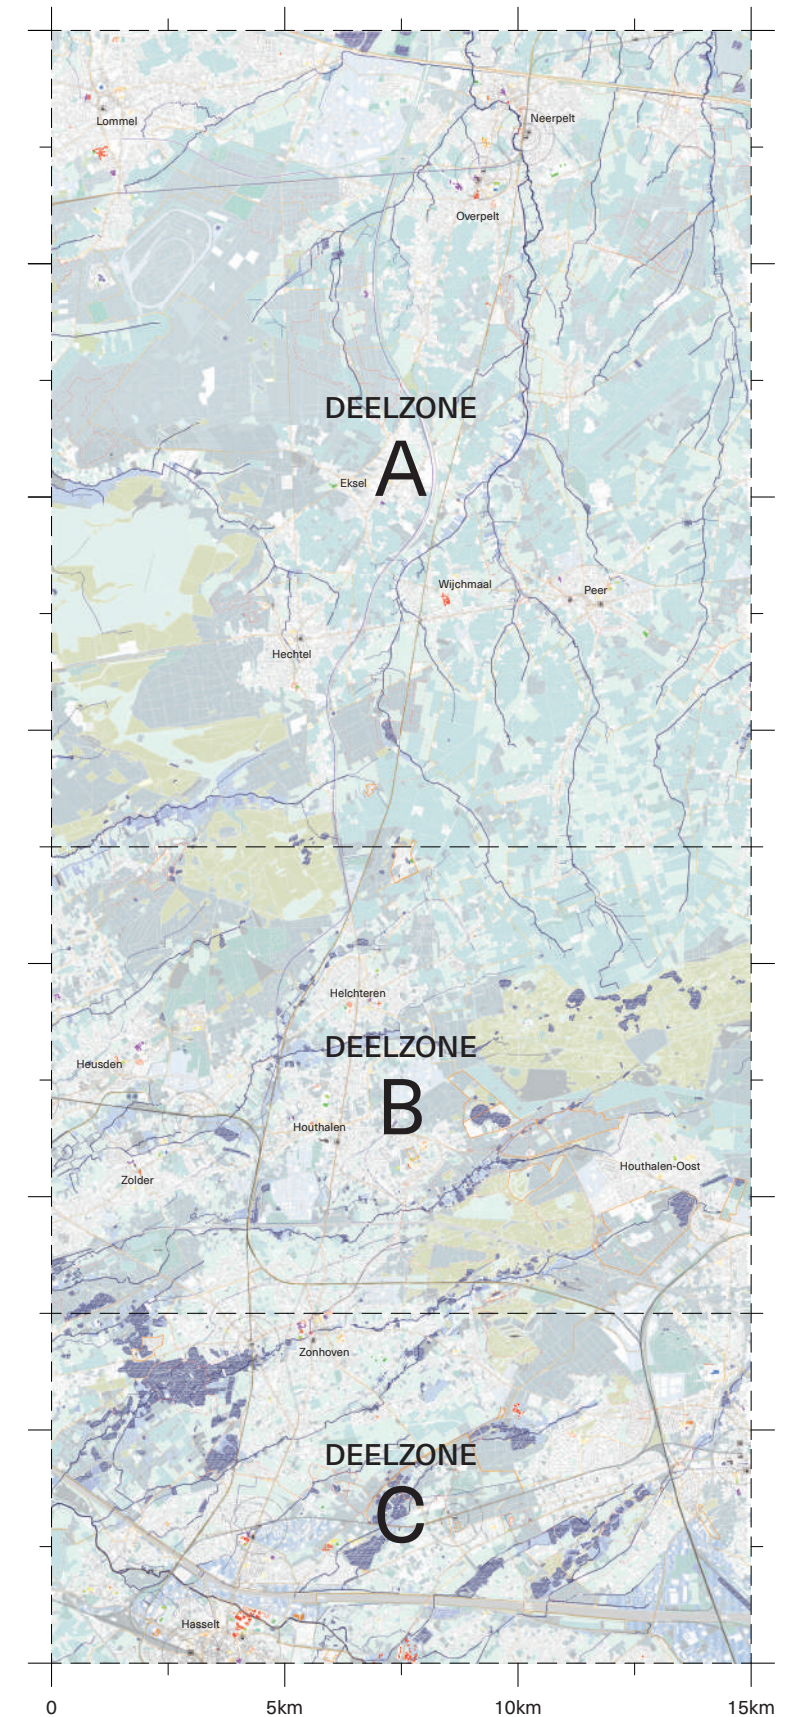 Lommel
Neerpelt
Overpelt
DEELZONE
A
Eksel
Wijchmaal
Peer
Hechtel
Helchteren
DEELZONE
B
Heusden
Houthalen
Houthalen-Oost
Zolder
Zonhoven
DEELZONE
C
Hasselt
0 5km 10km 15km